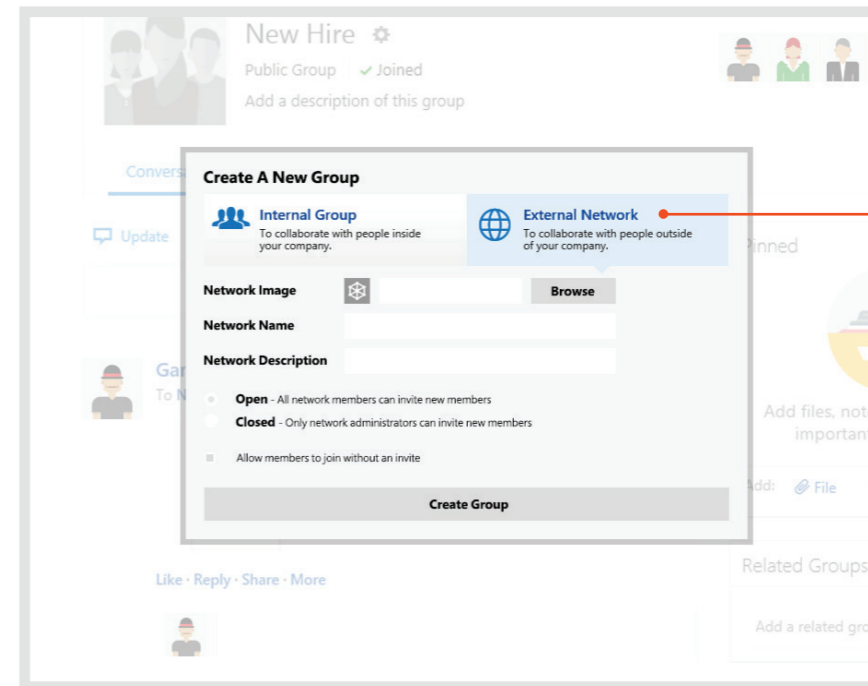 New Hire
Public Group Joined
Add a description of this group
Convers
Update
Create A New Group
Internal Group
To collaborate with people inside
your company.
External Network
To collaborate with people outside
of your company.
Network Image
Browse
Network Name
Network Description
Open - All network members can invite new members
Closed - Only network administrators can invite new members
Allow members to join without an invite
Create Group
Gar
To N
Pinned
Add files, not
important
Add: File
Like · Reply · Share · More
Related Groups
Add a related gro